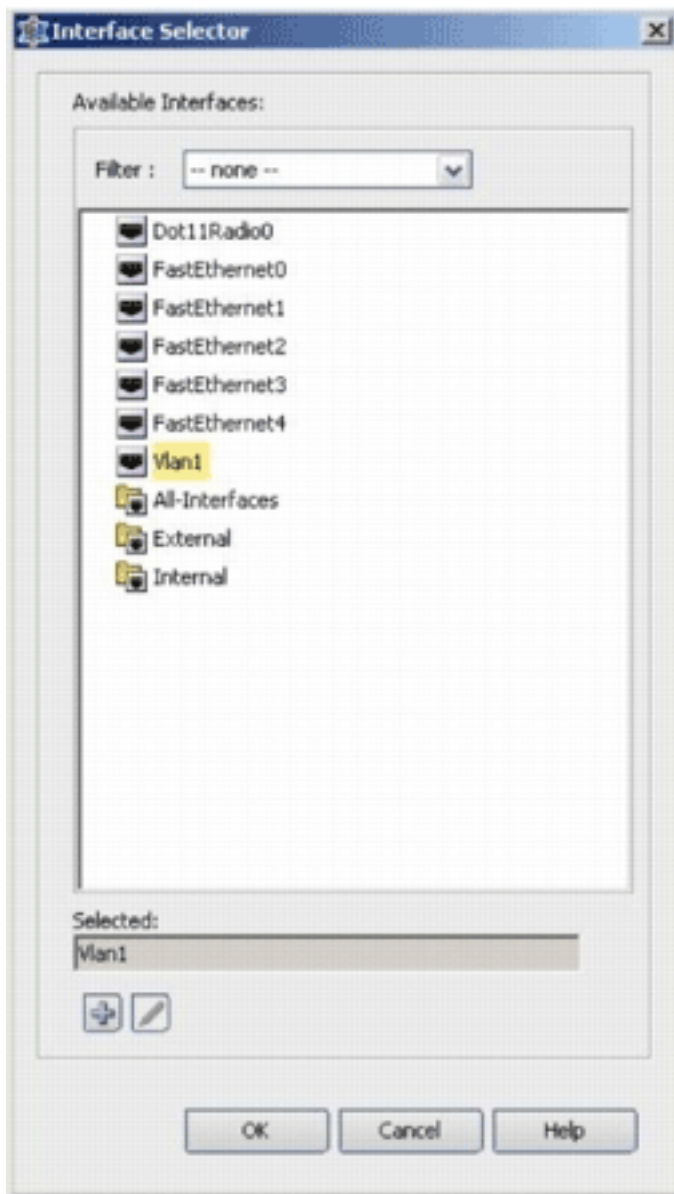 Interface Selector
Available Interfaces:
Filter : -- none --
Dot11Radio0
FastEthernet0
FastEthernet1
FastEthernet2
FastEthernet3
FastEthernet4
Vlan1
All-Interfaces
External
Internal
Selected:
Vlan1
OK Cancel Help